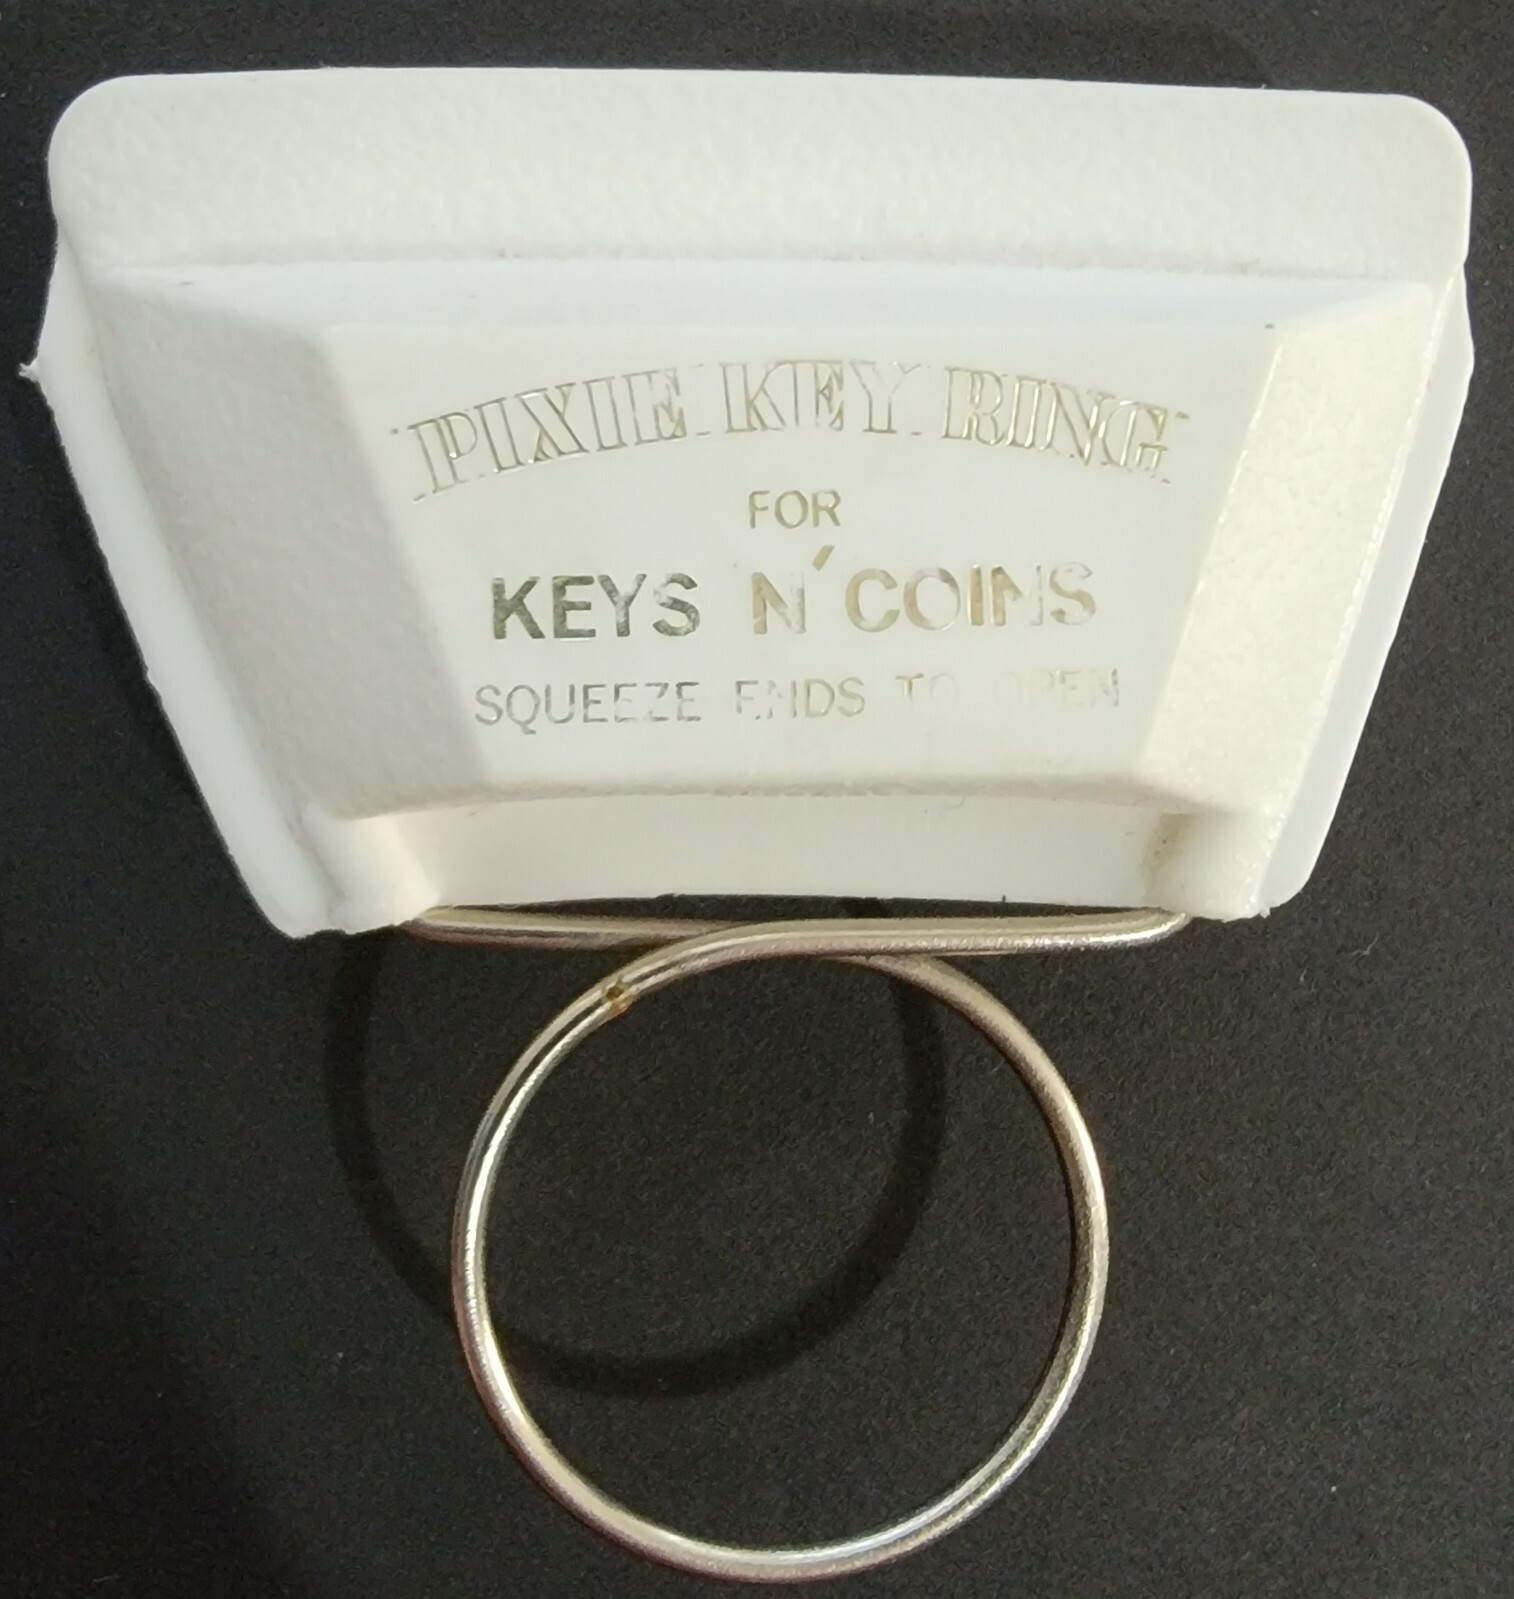 PIXIE KEY RING
FOR
KEYS N' COINS
SQUEEZE ENDS TO OPEN